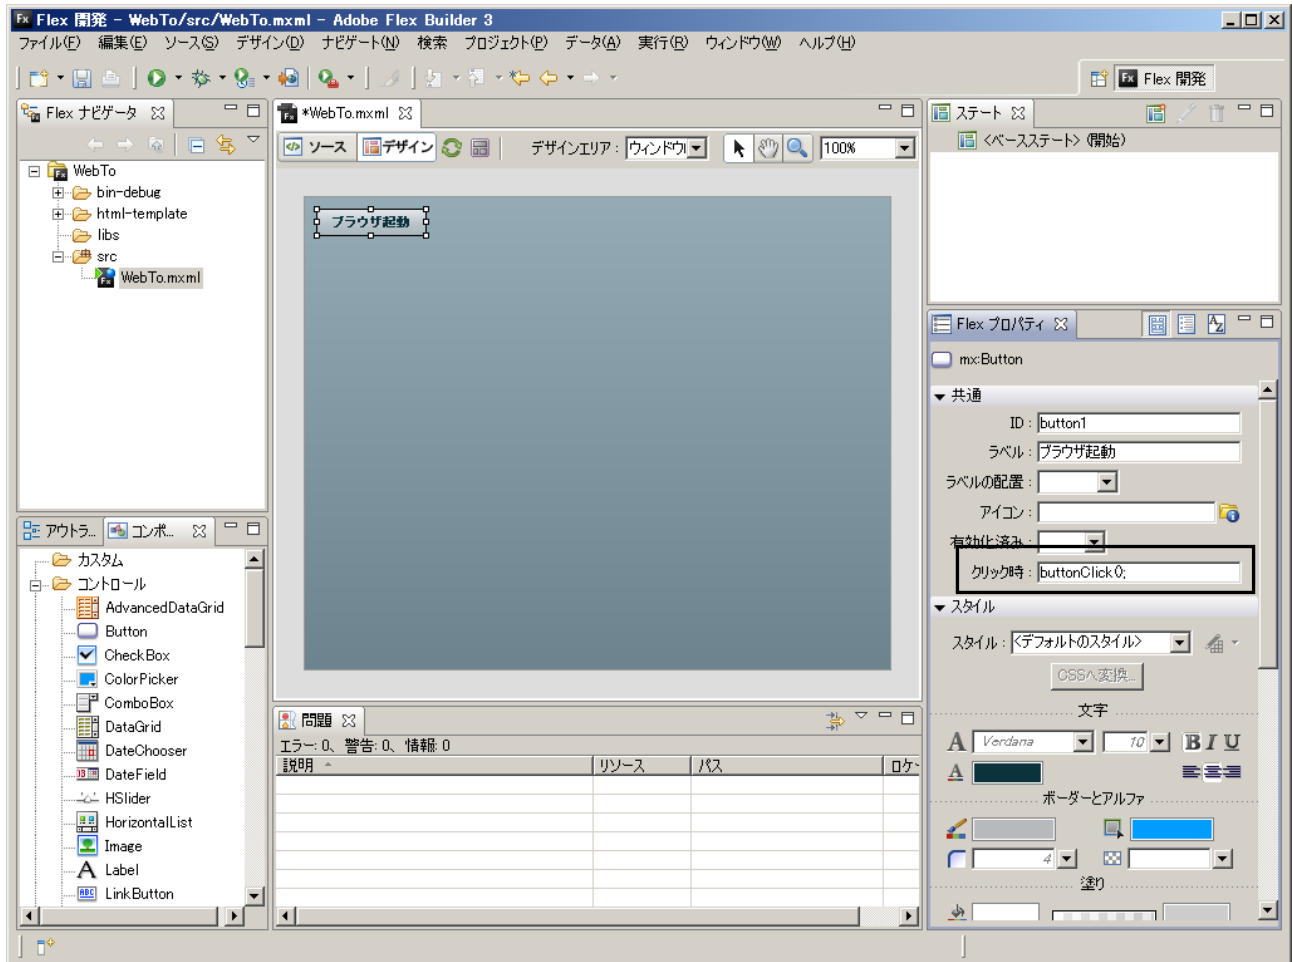 Flex 開発 - WebTo/src/WebTo.mxml - Adobe Flex Builder 3
ファイル(F) 編集(E) ソース(S) デザイン(D) ナビゲート(N) 検索 プロジェクト(P) データ(A) 実行(R) ウィンドウ(W) ヘルプ(H)
Flex 開発
Flex ナビゲータ
WebTo
bin-debug
html-template
libs
src
WebTo.mxml
アウトラ...
コンポ...
カスタム
コントロール
AdvancedDataGrid
Button
CheckBox
ColorPicker
ComboBox
DataGrid
DateChooser
DateField
HSlider
HorizontalList
Image
Label
LinkButton
*WebTo.mxml
ソース デザイン デザインエリア : ウィンドウ 100%
ブラウザ起動
問題
エラー: 0、警告: 0、情報: 0
説明 リソース パス ロケ
ステート
<ベースステート> (開始)
Flex プロパティ
mx:Button
共通
ID : button1
ラベル : ブラウザ起動
ラベルの配置 :
アイコン :
有効化済み :
クリック時 : buttonClick();
スタイル
スタイル : <デフォルトのスタイル>
CSSへ変換...
文字
Verdana 10 B I U
ボーダーとアルファ
4
塗り